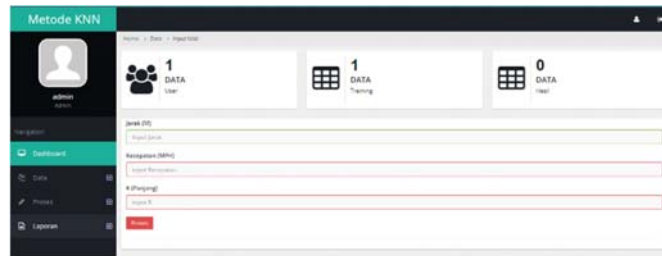 Metode KNN
Home > Data > Input Nilai
admin
Admin
1
DATA
User
1
DATA
Training
0
DATA
Hasil
Navigation
Dashboard
Data
Proses
Laporan
Jarak (M)
Input Jarak
Kecepatan (MPH)
Input Kecepatan
K (Panjang)
Input K
Proses